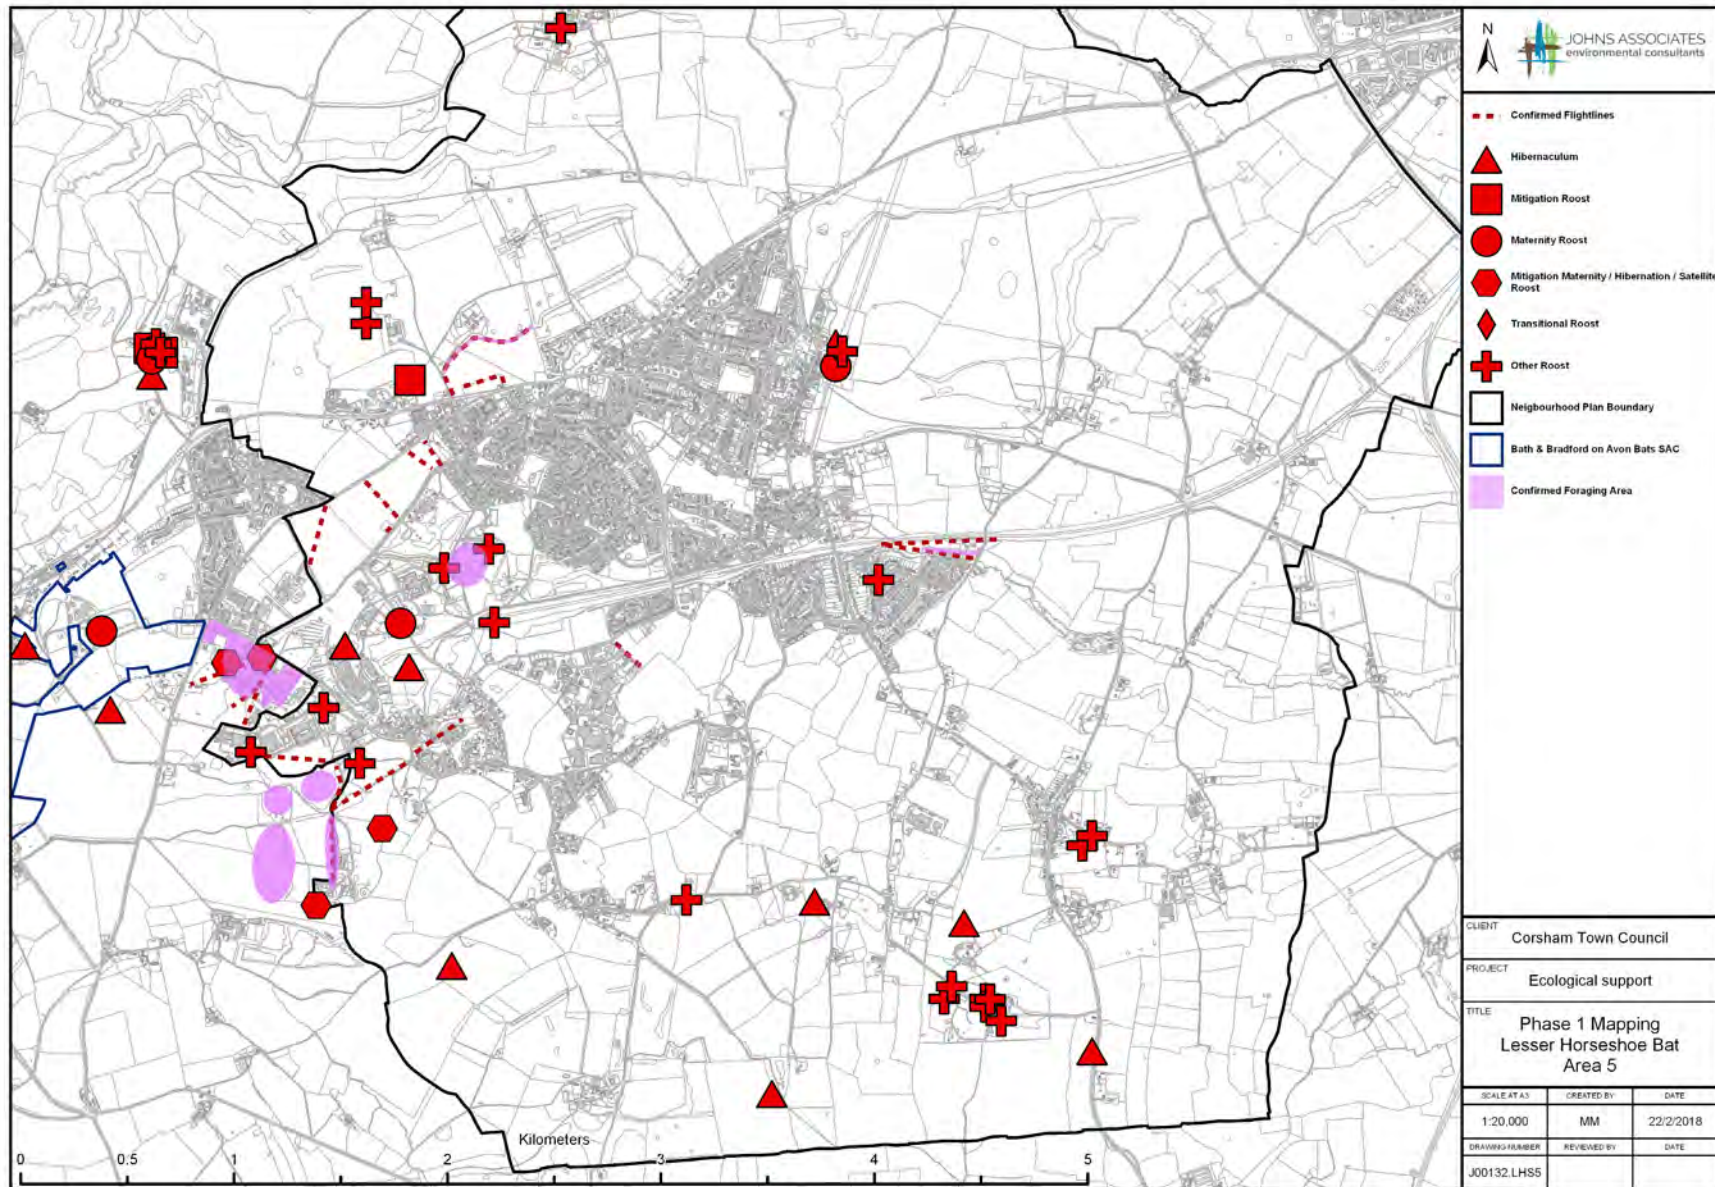 N
JOHNS ASSOCIATES
environmental consultants
Confirmed Flightlines
Hibernaculum
Mitigation Roost
Maternity Roost
Mitigation Maternity / Hibernation / Satellite
Roost
Transitional Roost
Other Roost
Neigbourhood Plan Boundary
Bath & Bradford on Avon Bats SAC
Confirmed Foraging Area
CLIENT
Corsham Town Council
PROJECT
Ecological support
TITLE
Phase 1 Mapping
Lesser Horseshoe Bat
Area 5
SCALE AT A3 CREATED BY DATE
1:20,000 MM 22/2/2018
DRAWING NUMBER REVIEWED BY DATE
J00132.LHS5
Kilometers
0 0.5 1 2 3 4 5